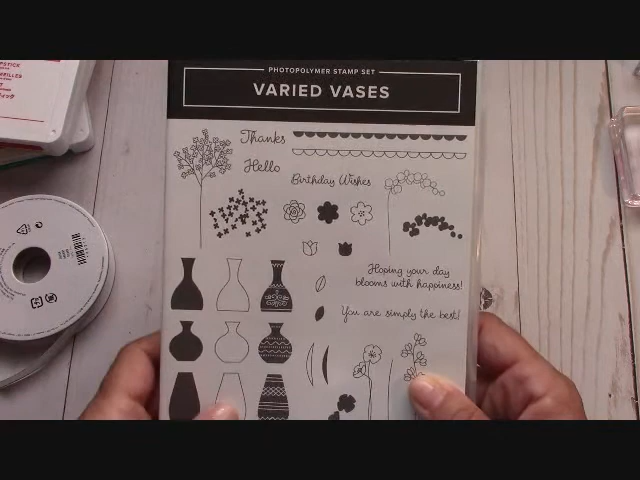 PHOTOPOLYMER STAMP SET
VARIED VASES
Thanks
Hello
Birthday Wishes
Hoping your day
blooms with happiness!
You are simply the best!